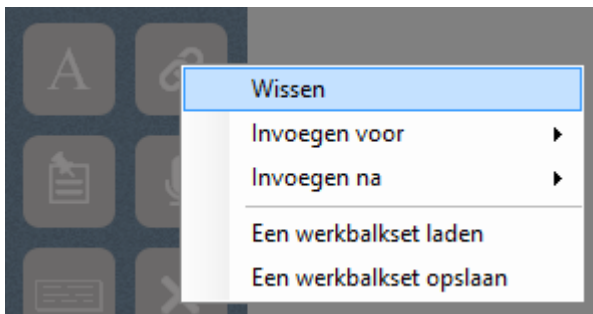 A
Wissen
Invoegen voor
Invoegen na
Een werkbalkset laden
Een werkbalkset opslaan